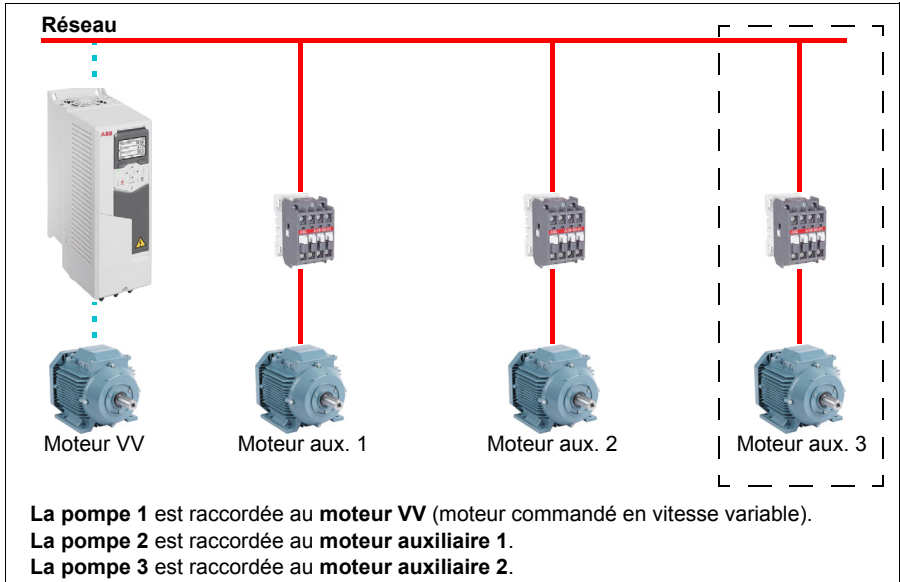 Réseau
ABB
Moteur VV
Moteur aux. 1
Moteur aux. 2
Moteur aux. 3
La pompe 1 est raccordée au moteur VV (moteur commandé en vitesse variable).
La pompe 2 est raccordée au moteur auxiliaire 1.
La pompe 3 est raccordée au moteur auxiliaire 2.